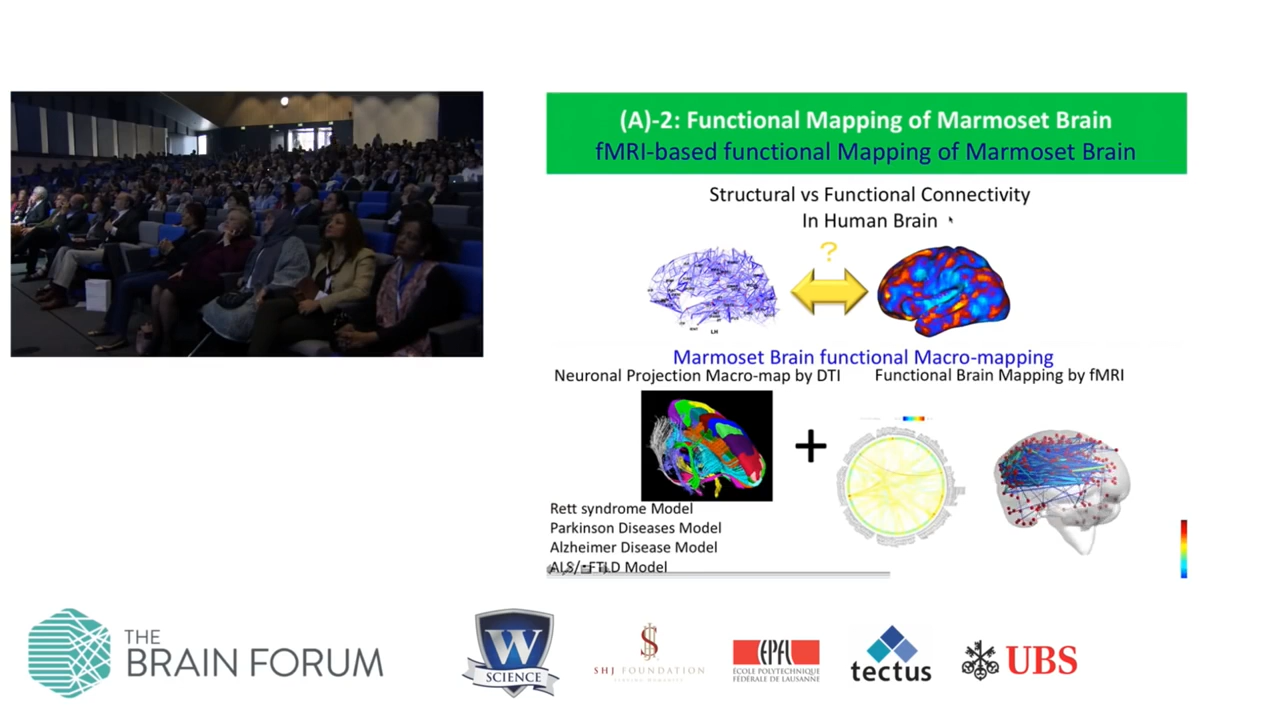 (A)-2: Functional Mapping of Marmoset Brain
fMRI-based functional Mapping of Marmoset Brain
Structural vs Functional Connectivity
In Human Brain
?
LH
Marmoset Brain functional Macro-mapping
Neuronal Projection Macro-map by DTI
Functional Brain Mapping by fMRI
+
Rett syndrome Model
Parkinson Diseases Model
Alzheimer Disease Model
ALS/FTLD Model
THE
BRAIN FORUM
W
SCIENCE
SHJ FOUNDATION
EPFL
ECOLE POLYTECHNIQUE
FÉDÉRALE DE LAUSANNE
tectus
UBS